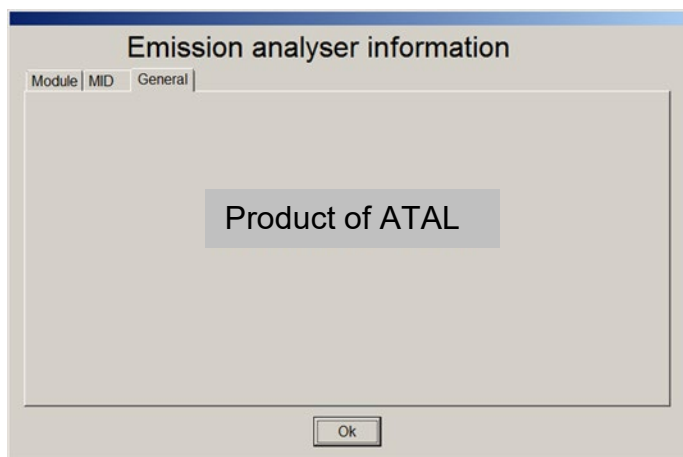 Emission analyser information
Module MID General
Product of ATAL
Ok